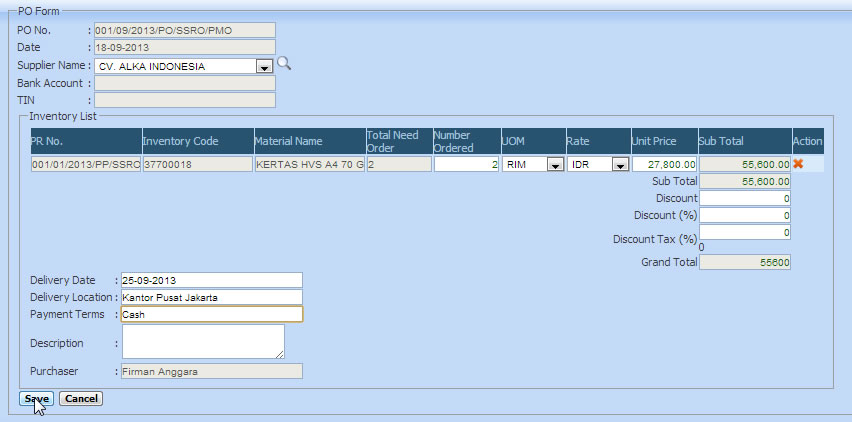 PO Form
PO No. : 001/09/2013/PO/SSRO/PMO
Date : 18-09-2013
Supplier Name : CV. ALKA INDONESIA
Bank Account :
TIN :
Inventory List
PR No. Inventory Code Material Name Total Need Order Number Ordered UOM Rate Unit Price Sub Total Action
001/01/2013/PP/SSRO 37700018 KERTAS HVS A4 70 G 2 2 RIM IDR 27,800.00 55,600.00
Sub Total 55,600.00
Discount 0
Discount (%) 0
Discount Tax (%) 0
0
Grand Total 55600
Delivery Date : 25-09-2013
Delivery Location : Kantor Pusat Jakarta
Payment Terms : Cash
Description :
Purchaser : Firman Anggara
Save Cancel